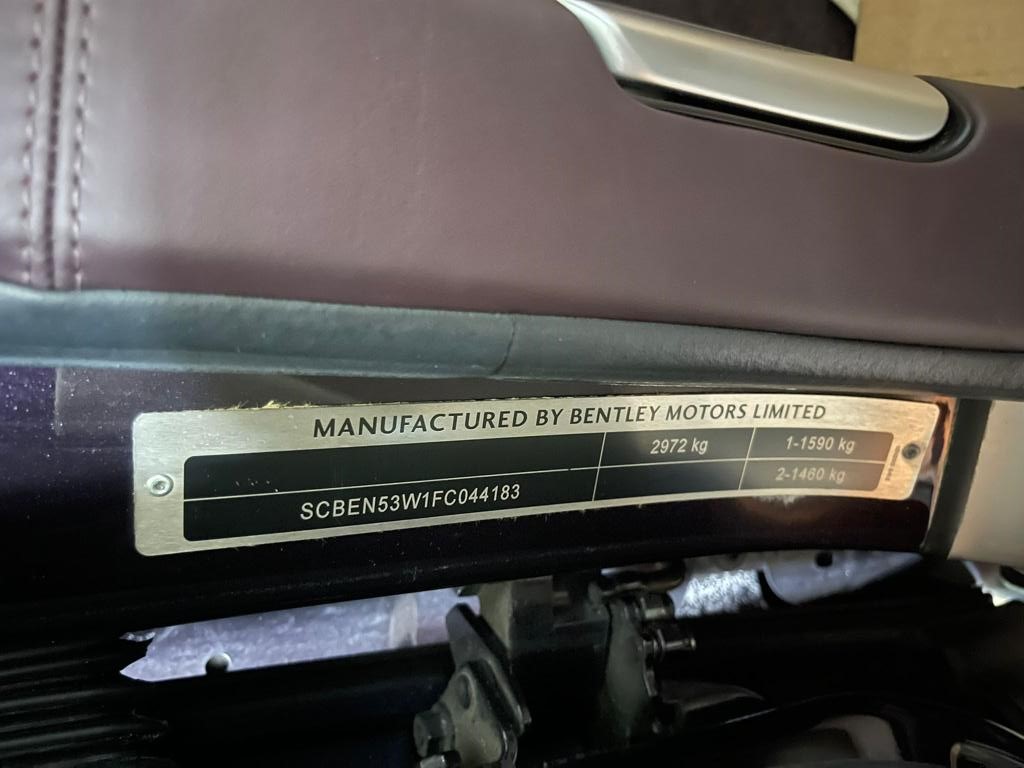 MANUFACTURED BY BENTLEY MOTORS LIMITED
2972 kg
1-1590 kg
2-1460 kg
SCBEN53W1FC044183